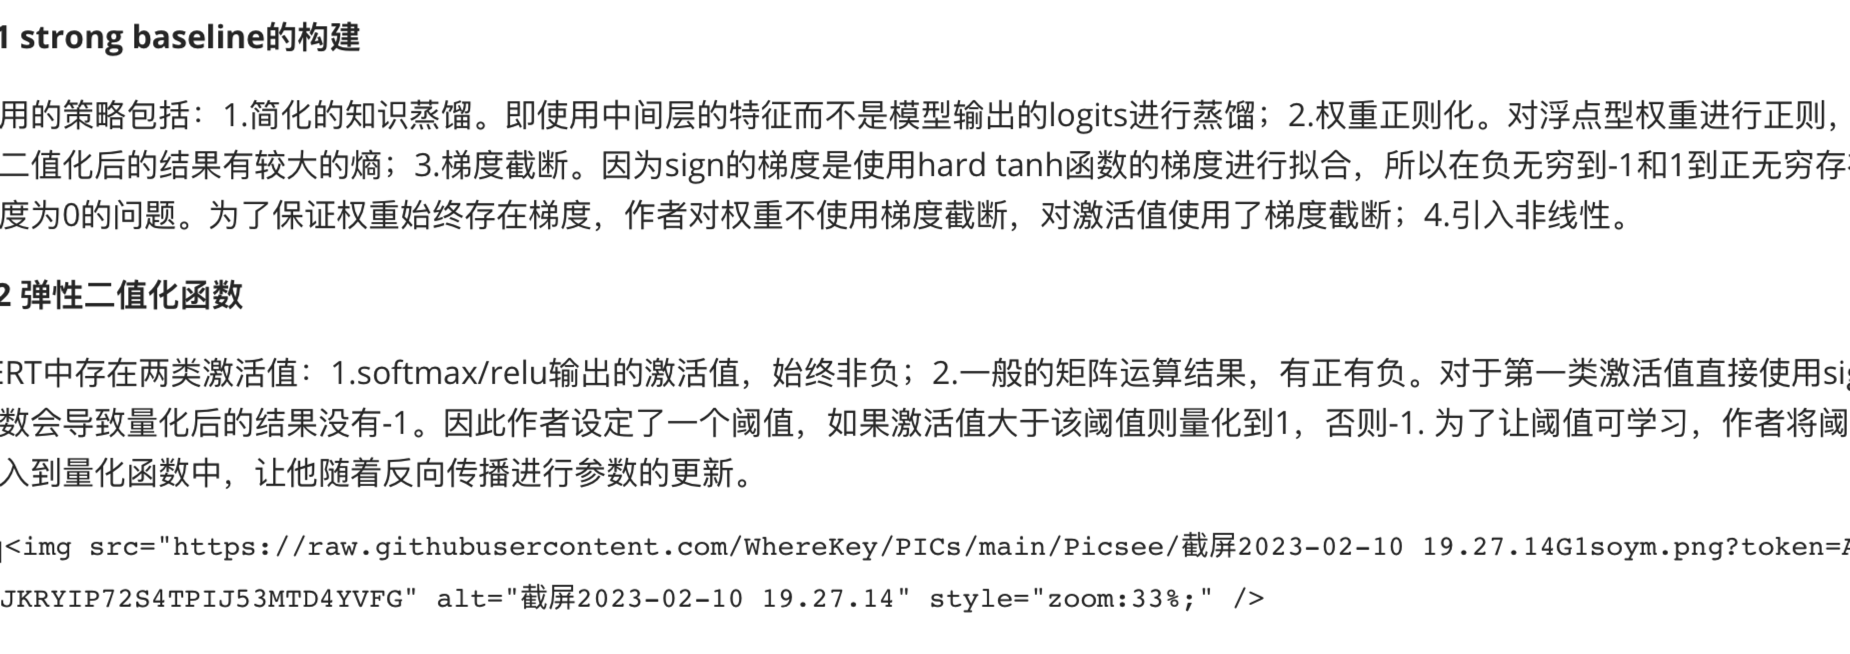 1 strong baseline的构建
用的策略包括：1.简化的知识蒸馏。即使用中间层的特征而不是模型输出的logits进行蒸馏；2.权重正则化。对浮点型权重进行正则，
二值化后的结果有较大的熵；3.梯度截断。因为sign的梯度是使用hard tanh函数的梯度进行拟合，所以在负无穷到-1和1到正无穷存
度为0的问题。为了保证权重始终存在梯度，作者对权重不使用梯度截断，对激活值使用了梯度截断；4.引入非线性。
2 弹性二值化函数
ERT中存在两类激活值：1.softmax/relu输出的激活值，始终非负；2.一般的矩阵运算结果，有正有负。对于第一类激活值直接使用sig
数会导致量化后的结果没有-1。因此作者设定了一个阈值，如果激活值大于该阈值则量化到1，否则-1. 为了让阈值可学习，作者将阈
入到量化函数中，让他随着反向传播进行参数的更新。
<img src="https://raw.githubusercontent.com/WhereKey/PICs/main/Picsee/截屏2023-02-10 19.27.14G1soym.png?token=A
JKRYIP72S4TPIJ53MTD4YVFG" alt="截屏2023-02-10 19.27.14" style="zoom:33%;" />